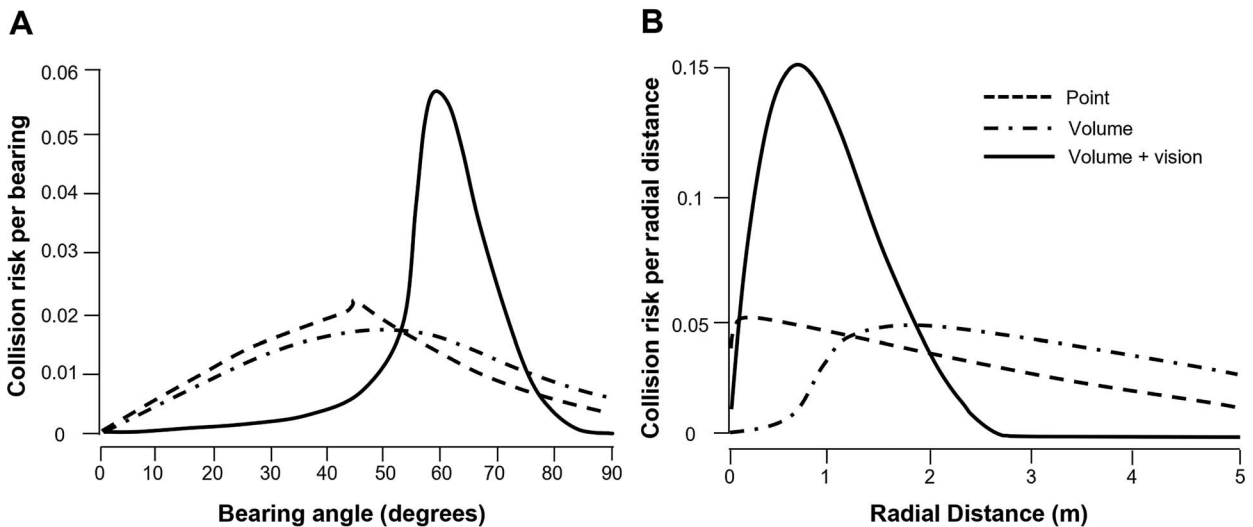 A
Collision risk per bearing
0.06
0.05
0.04
0.03
0.02
0.01
0
0 10 20 30 40 50 60 70 80 90
Bearing angle (degrees)
B
Collision risk per radial distance
0.15
0.1
0.05
0
Point
Volume
Volume + vision
0 1 2 3 4 5
Radial Distance (m)